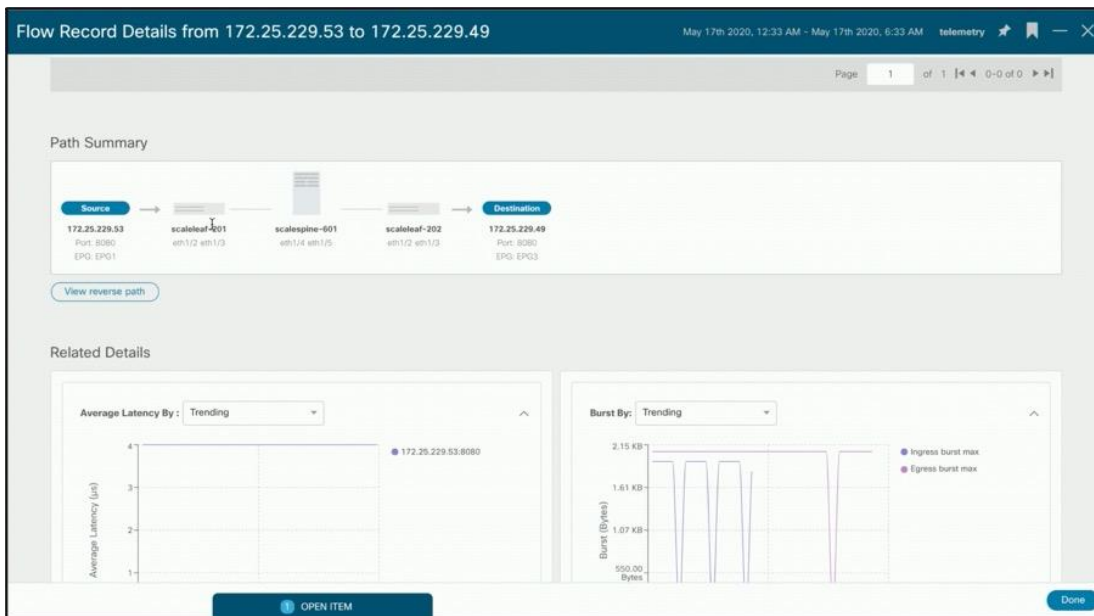 Flow Record Details from 172.25.229.53 to 172.25.229.49
May 17th 2020, 12:33 AM - May 17th 2020, 6:33 AM telemetry
Page 1 of 1 0-0 of 0
Path Summary
Source
Destination
172.25.229.53 scaleleaf-201 scalespine-601 scaleleaf-202 172.25.229.49
Port: 8080 eth1/2 eth1/3 eth1/4 eth1/5 eth1/2 eth1/3 Port: 8080
EPG: EPG1 EPG: EPG3
View reverse path
Related Details
Average Latency By : Trending
4
3
2
1
Average Latency (µs)
172.25.229.53:8080
Burst By: Trending
2.15 KB
1.61 KB
1.07 KB
550.00
Bytes
Burst (Bytes)
Ingress burst max
Egress burst max
1 OPEN ITEM
Done